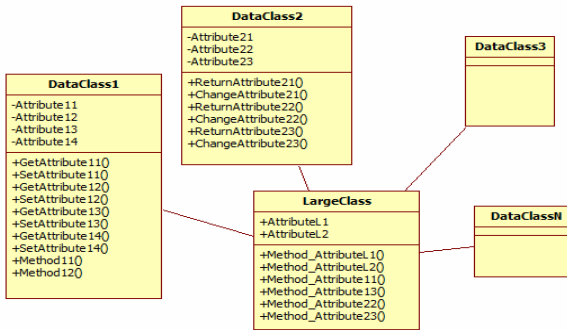 DataClass1
-Attribute11
-Attribute12
-Attribute13
-Attribute14
+GetAttribute11()
+SetAttribute11()
+GetAttribute12()
+SetAttribute12()
+GetAttribute13()
+SetAttribute13()
+GetAttribute14()
+SetAttribute14()
+Method11()
+Method12()
DataClass2
-Attribute21
-Attribute22
-Attribute23
+ReturnAttribute21()
+ChangeAttribute21()
+ReturnAttribute22()
+ChangeAttribute22()
+ReturnAttribute23()
+ChangeAttribute23()
DataClass3
LargeClass
+AttributeL1
+AttributeL2
+Method_AttributeL1()
+Method_AttributeL2()
+Method_Attribute11()
+Method_Attribute13()
+Method_Attribute22()
+Method_Attribute23()
DataClassN